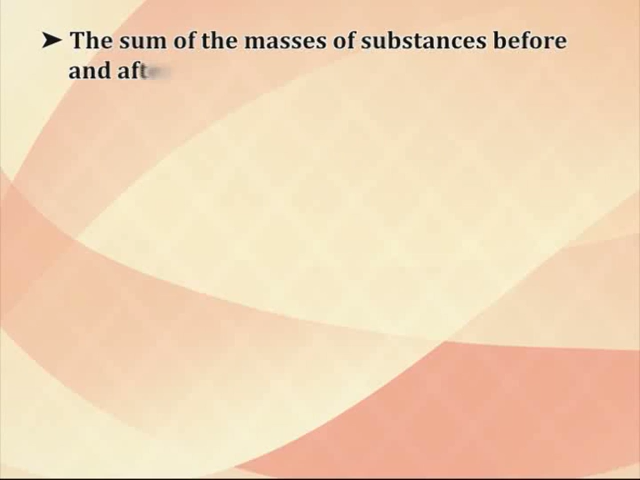 ➤ The sum of the masses of substances before
and aft